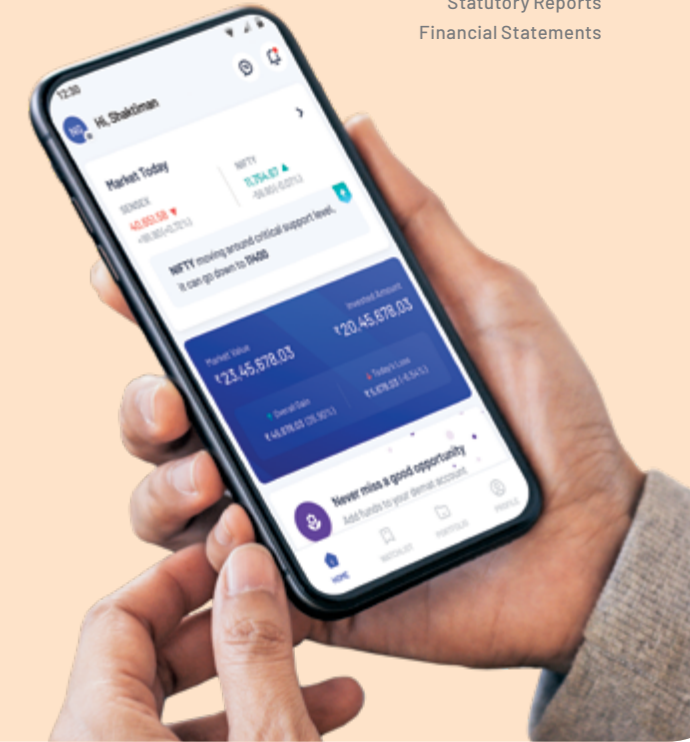 Statutory Reports
Financial Statements
12:30
NG Hi, Shaktiman
Market Today
SENSEX
40,651.58 ▼
NIFTY
11,754.67 ▲
NIFTY moving around critical support level,
it can go down to 11400
Market Value
₹23,45,678.03
Invested Amount
₹20,45,678.03
Overall Gain
Today's Loss
Never miss a good opportunity
Add funds to your demat account
HOME
WATCHLIST
PORTFOLIO
PROFILE